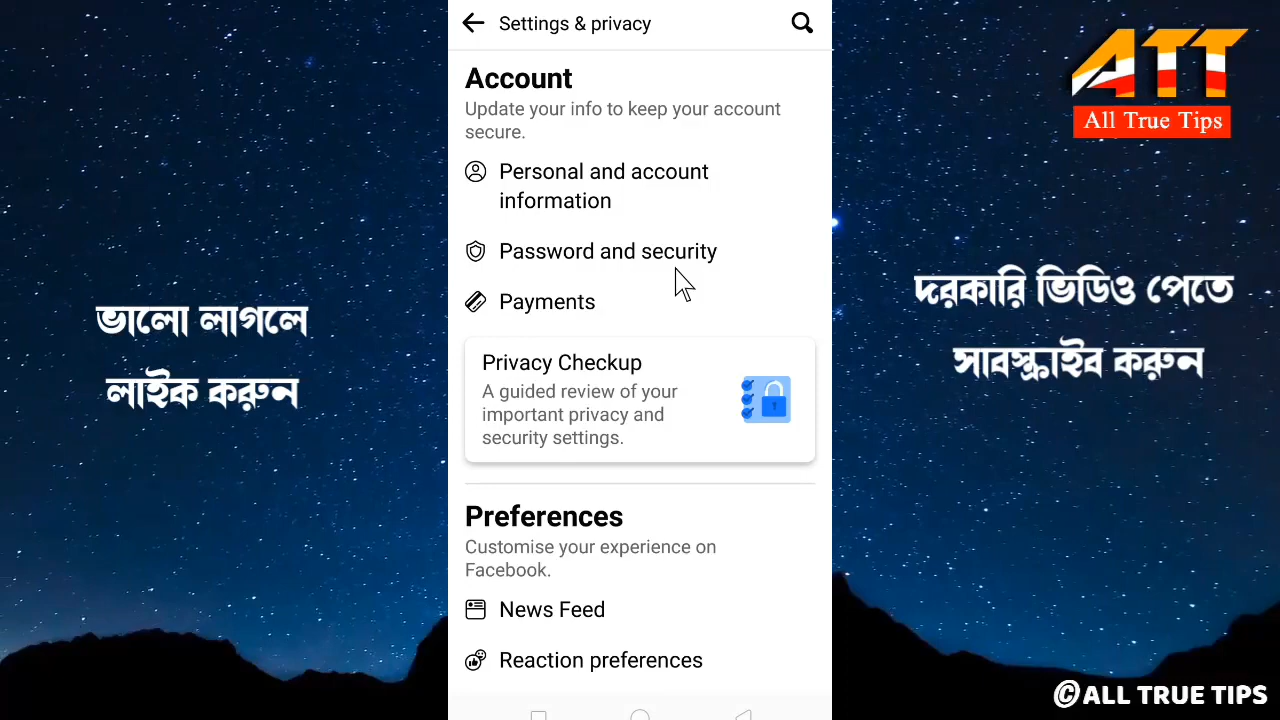 Settings & privacy
Account
Update your info to keep your account
secure.
Personal and account
information
Password and security
Payments
Privacy Checkup
A guided review of your
important privacy and
security settings.
Preferences
Customise your experience on
Facebook.
News Feed
Reaction preferences
ভালো লাগলে
লাইক করুন
ATT
All True Tips
দরকারি ভিডিও পেতে
সাবস্ক্রাইব করুন
©ALL TRUE TIPS